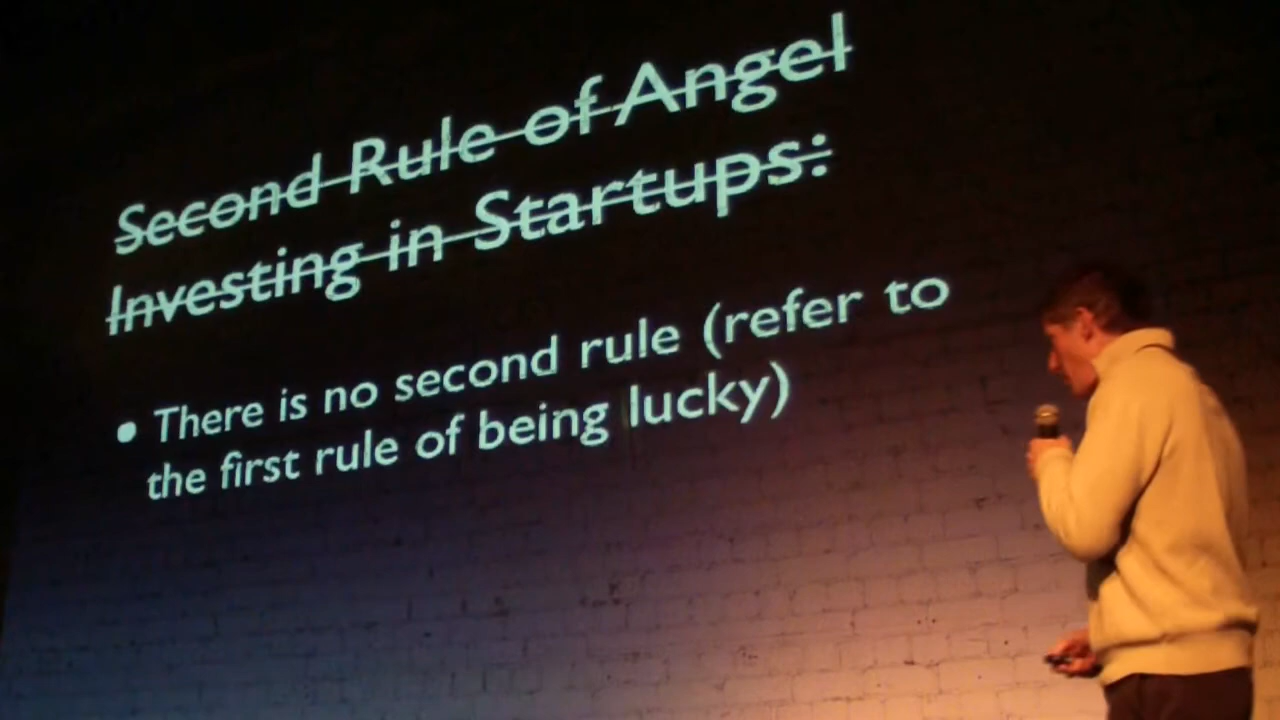 Second Rule of Angel
Investing in Startups:
• There is no second rule (refer to
the first rule of being lucky)